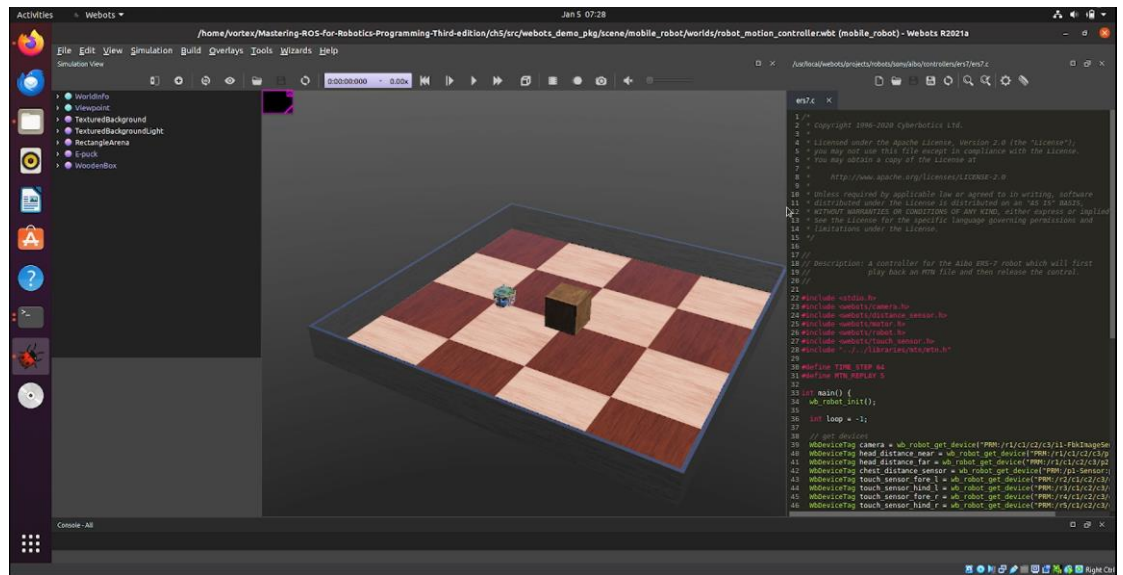 Activities
Webots
Jan 5 07:28
/home/vortex/Mastering-ROS-for-Robotics-Programming-Third-edition/ch5/src/webots_demo_pkg/scene/mobile_robot/worlds/robot_motion_controller.wbt (mobile_robot) - Webots R2021a
File Edit View Simulation Build Overlays Tools Wizards Help
Simulation View
/usr/local/webots/projects/robots/sony/aibo/controllers/ers7/ers7.c
0:00:00:000 - 0.00x
WorldInfo
Viewpoint
TexturedBackground
TexturedBackgroundLight
RectangleArena
E-puck
WoodenBox
ers7.c
1 /*
2 * Copyright 1996-2020 Cyberbotics Ltd.
3 *
4 * Licensed under the Apache License, Version 2.0 (the "License");
5 * you may not use this file except in compliance with the License.
6 * You may obtain a copy of the License at
7 *
8 * http://www.apache.org/licenses/LICENSE-2.0
9 *
10 * Unless required by applicable law or agreed to in writing, software
11 * distributed under the License is distributed on an "AS IS" BASIS,
12 * WITHOUT WARRANTIES OR CONDITIONS OF ANY KIND, either express or implied
13 * See the License for the specific language governing permissions and
14 * limitations under the License.
15 */
16
17 //
18 // Description: a controller for the Aibo ERS-7 robot which will first
19 // play back an MTN file and then release the control.
20 //
21
22 #include <stdio.h>
23 #include <webots/camera.h>
24 #include <webots/distance_sensor.h>
25 #include <webots/motor.h>
26 #include <webots/robot.h>
27 #include <webots/touch_sensor.h>
28 #include "../../libraries/mtn/mtn.h"
29
30 #define TIME_STEP 64
31 #define MTN_REPLAY 5
32
33 int main() {
34 wb_robot_init();
35
36 int loop = -1;
37
38 // get devices
39 WbDeviceTag camera = wb_robot_get_device("PRM:/r1/c1/c2/c3/i1-FbkImageSe
40 WbDeviceTag head_distance_near = wb_robot_get_device("PRM:/r1/c1/c2/c3/p
41 WbDeviceTag head_distance_far = wb_robot_get_device("PRM:/r1/c1/c2/c3/p2
42 WbDeviceTag chest_distance_sensor = wb_robot_get_device("PRM:/p1-Sensor:p
43 WbDeviceTag touch_sensor_fore_l = wb_robot_get_device("PRM:/r2/c1/c2/c3/
44 WbDeviceTag touch_sensor_hind_l = wb_robot_get_device("PRM:/r3/c1/c2/c3/
45 WbDeviceTag touch_sensor_fore_r = wb_robot_get_device("PRM:/r4/c1/c2/c3/
46 WbDeviceTag touch_sensor_hind_r = wb_robot_get_device("PRM:/r5/c1/c2/c3/
Console - All
Right Ctrl